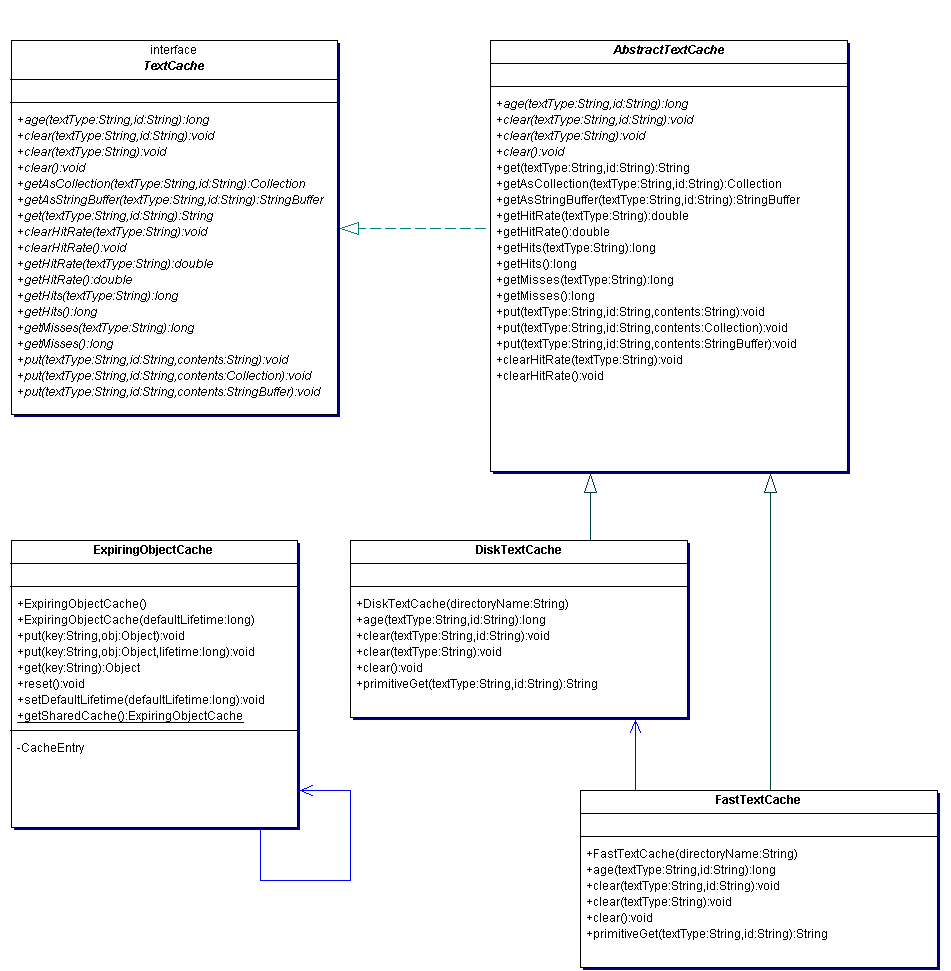 interface
TextCache
+age(textType:String,id:String):long
+clear(textType:String,id:String):void
+clear(textType:String):void
+clear():void
+getAsCollection(textType:String,id:String):Collection
+getAsStringBuffer(textType:String,id:String):StringBuffer
+get(textType:String,id:String):String
+clearHitRate(textType:String):void
+clearHitRate():void
+getHitRate(textType:String):double
+getHitRate():double
+getHits(textType:String):long
+getHits():long
+getMisses(textType:String):long
+getMisses():long
+put(textType:String,id:String,contents:String):void
+put(textType:String,id:String,contents:Collection):void
+put(textType:String,id:String,contents:StringBuffer):void
AbstractTextCache
+age(textType:String,id:String):long
+clear(textType:String,id:String):void
+clear(textType:String):void
+clear():void
+get(textType:String,id:String):String
+getAsCollection(textType:String,id:String):Collection
+getAsStringBuffer(textType:String,id:String):StringBuffer
+getHitRate(textType:String):double
+getHitRate():double
+getHits(textType:String):long
+getHits():long
+getMisses(textType:String):long
+getMisses():long
+put(textType:String,id:String,contents:String):void
+put(textType:String,id:String,contents:Collection):void
+put(textType:String,id:String,contents:StringBuffer):void
+clearHitRate(textType:String):void
+clearHitRate():void
ExpiringObjectCache
+ExpiringObjectCache()
+ExpiringObjectCache(defaultLifetime:long)
+put(key:String,obj:Object):void
+put(key:String,obj:Object,lifetime:long):void
+get(key:String):Object
+reset():void
+setDefaultLifetime(defaultLifetime:long):void
+getSharedCache():ExpiringObjectCache
-CacheEntry
DiskTextCache
+DiskTextCache(directoryName:String)
+age(textType:String,id:String):long
+clear(textType:String,id:String):void
+clear(textType:String):void
+clear():void
+primitiveGet(textType:String,id:String):String
FastTextCache
+FastTextCache(directoryName:String)
+age(textType:String,id:String):long
+clear(textType:String,id:String):void
+clear(textType:String):void
+clear():void
+primitiveGet(textType:String,id:String):String